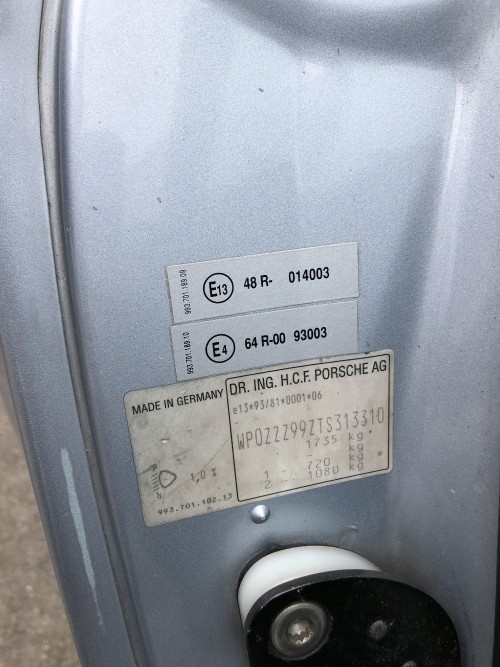 993.701.189.09
E13 48 R- 014003
993.701.189.10
E4 64 R-00 93003
MADE IN GERMANY
DR. ING. H.C.F. PORSCHE AG
e13*93/81*0001*06
WP0ZZZ99ZTS313310
1735 kg
1 - 720 kg
2 - 1080 kg
1,0 %
993.701.102.13